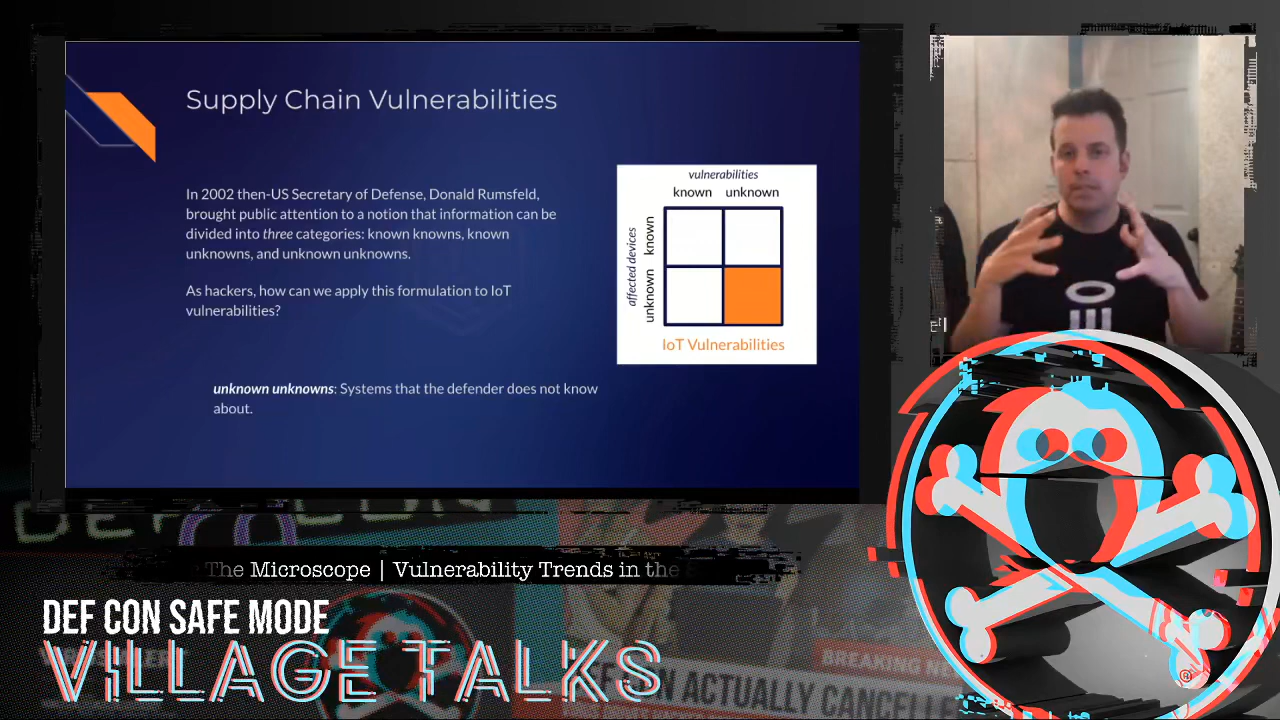 Supply Chain Vulnerabilities
In 2002 then-US Secretary of Defense, Donald Rumsfeld,
brought public attention to a notion that information can be
divided into three categories: known knowns, known
unknowns, and unknown unknowns.
As hackers, how can we apply this formulation to IoT
vulnerabilities?
unknown unknowns: Systems that the defender does not know
about.
vulnerabilities
known unknown
affected devices
known
unknown
IoT Vulnerabilities
The Microscope | Vulnerability Trends in the
DEF CON SAFE MODE
VILLAGE TALKS
BREAKING
ACTUALLY
®